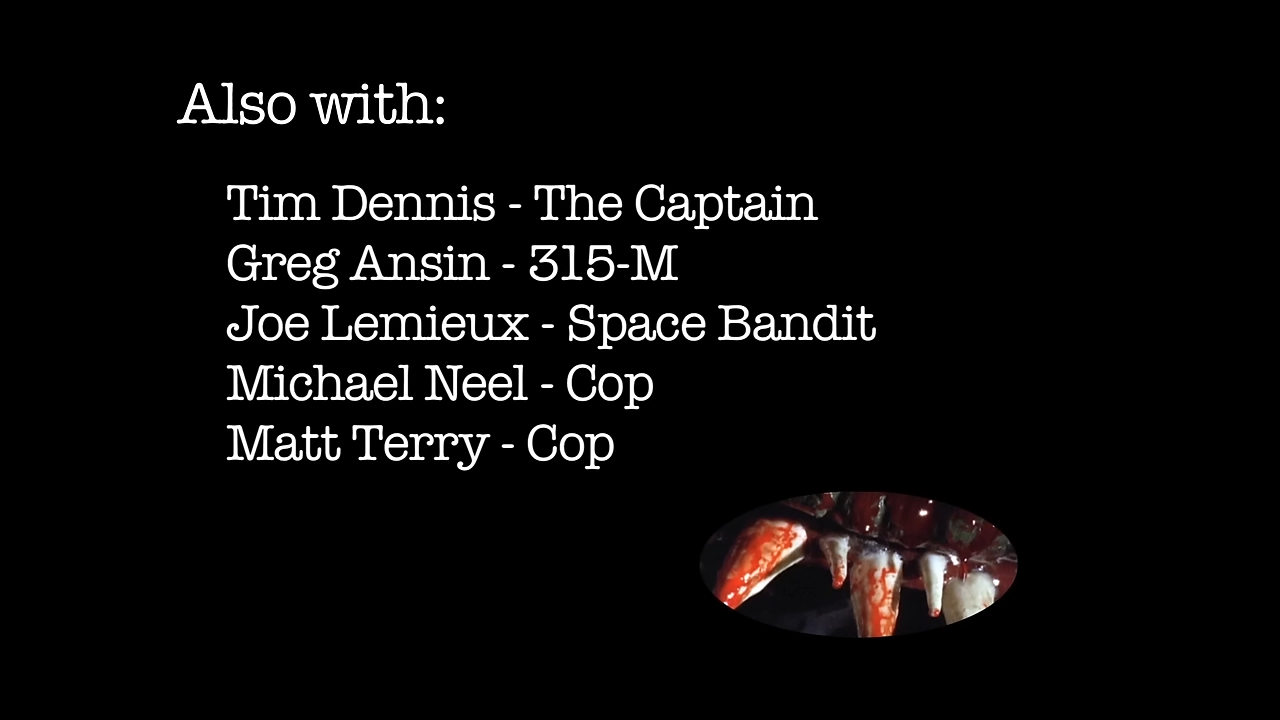 Also with:
Tim Dennis - The Captain
Greg Ansin - 315-M
Joe Lemieux - Space Bandit
Michael Neel - Cop
Matt Terry - Cop